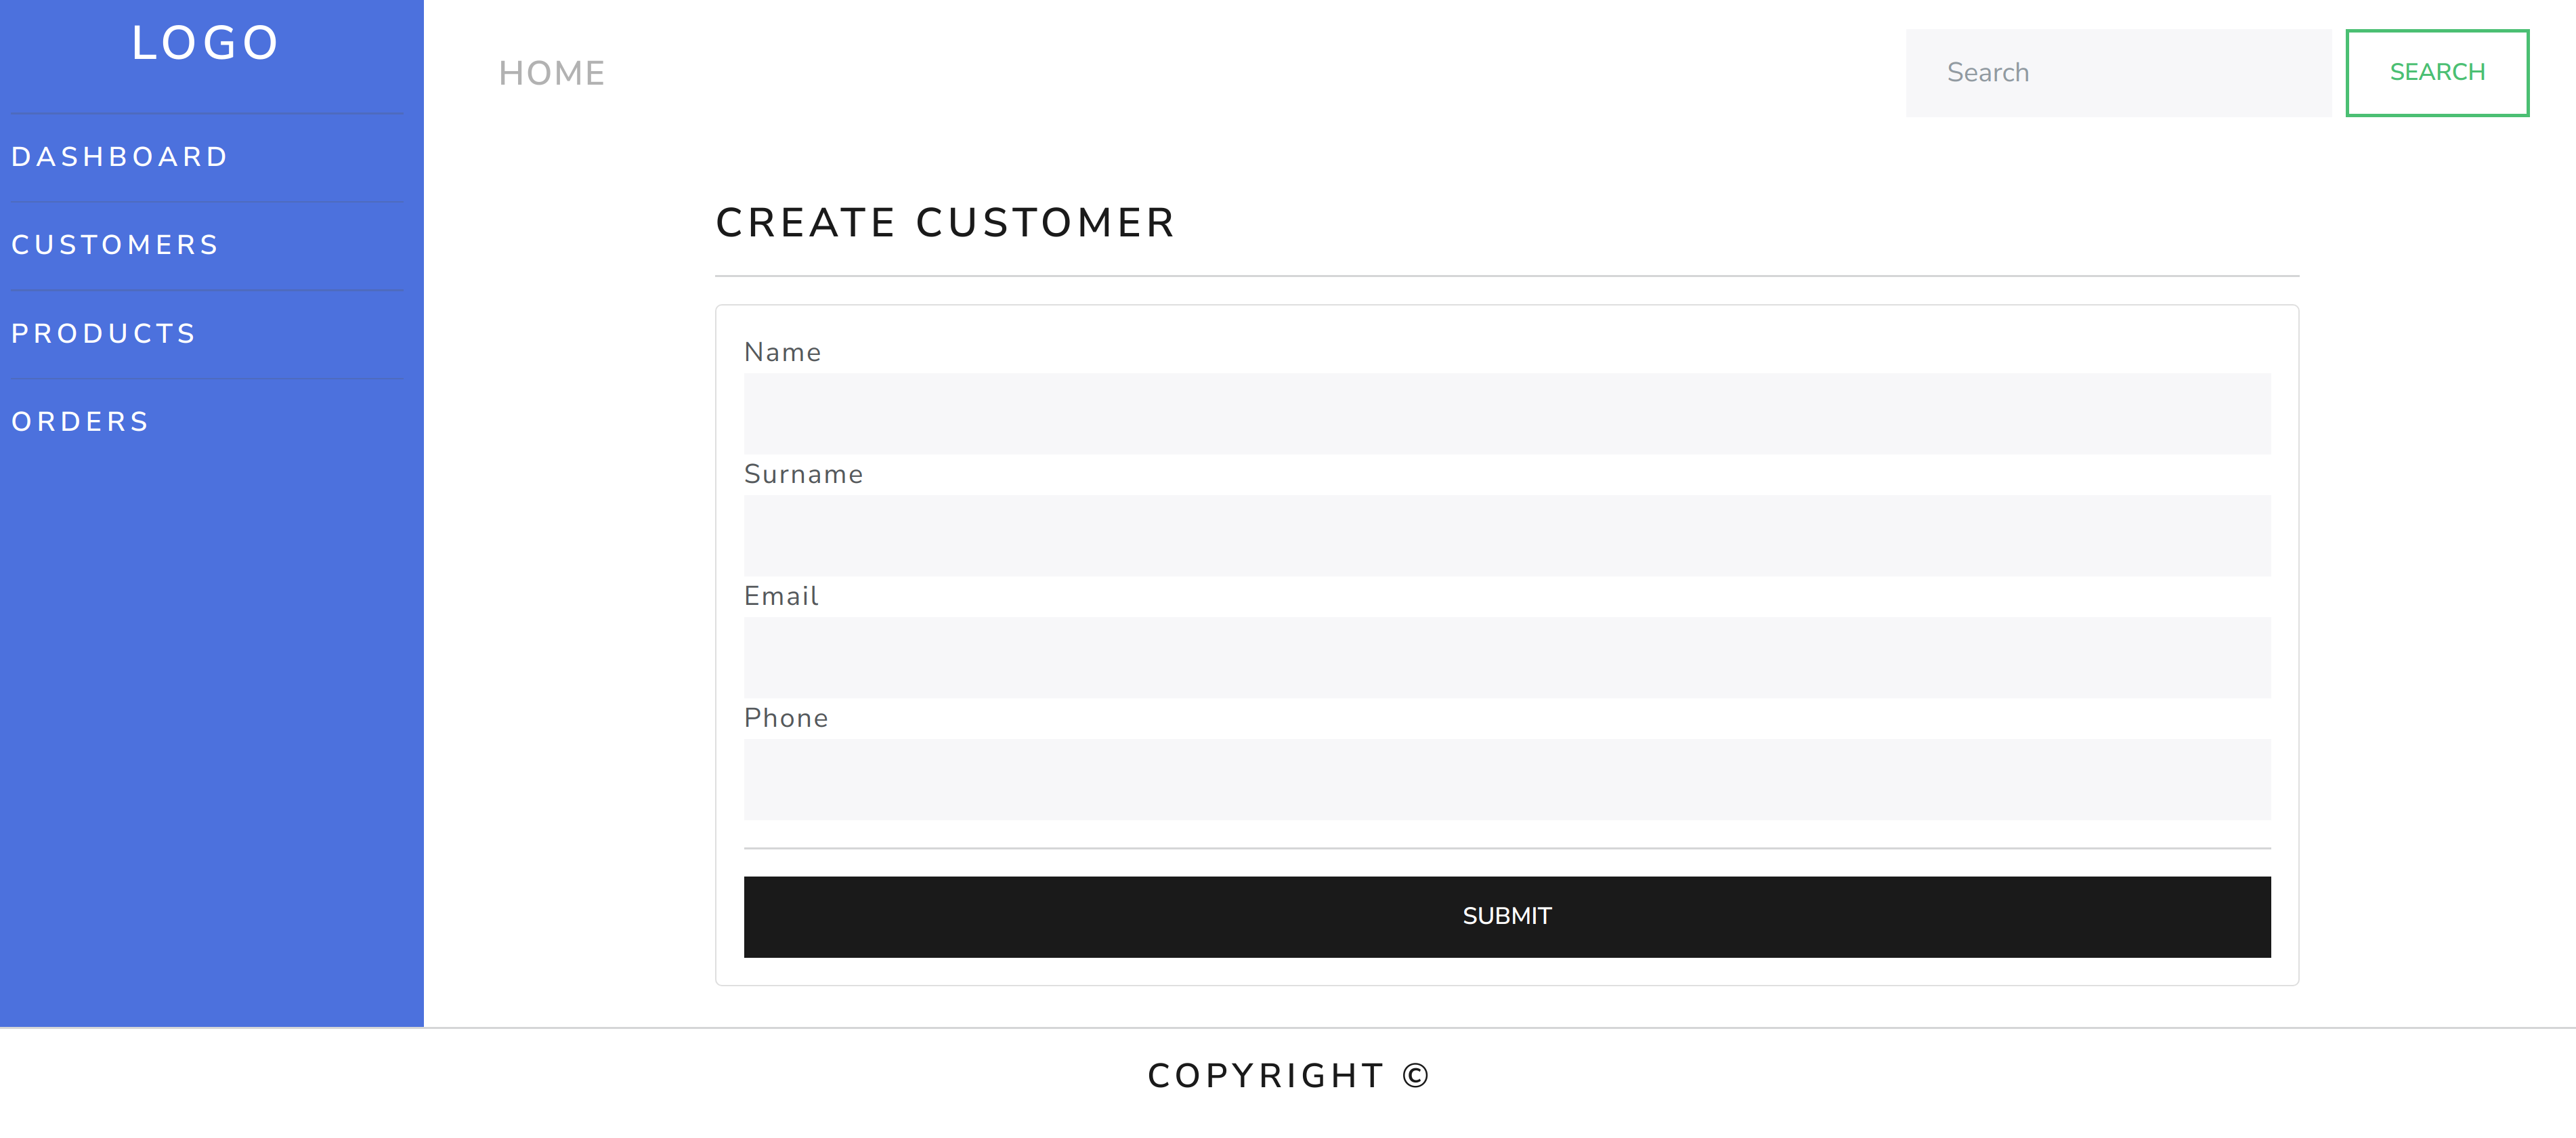 LOGO
DASHBOARD
CUSTOMERS
PRODUCTS
ORDERS
HOME
Search
SEARCH
CREATE CUSTOMER
Name
Surname
Email
Phone
SUBMIT
COPYRIGHT ©